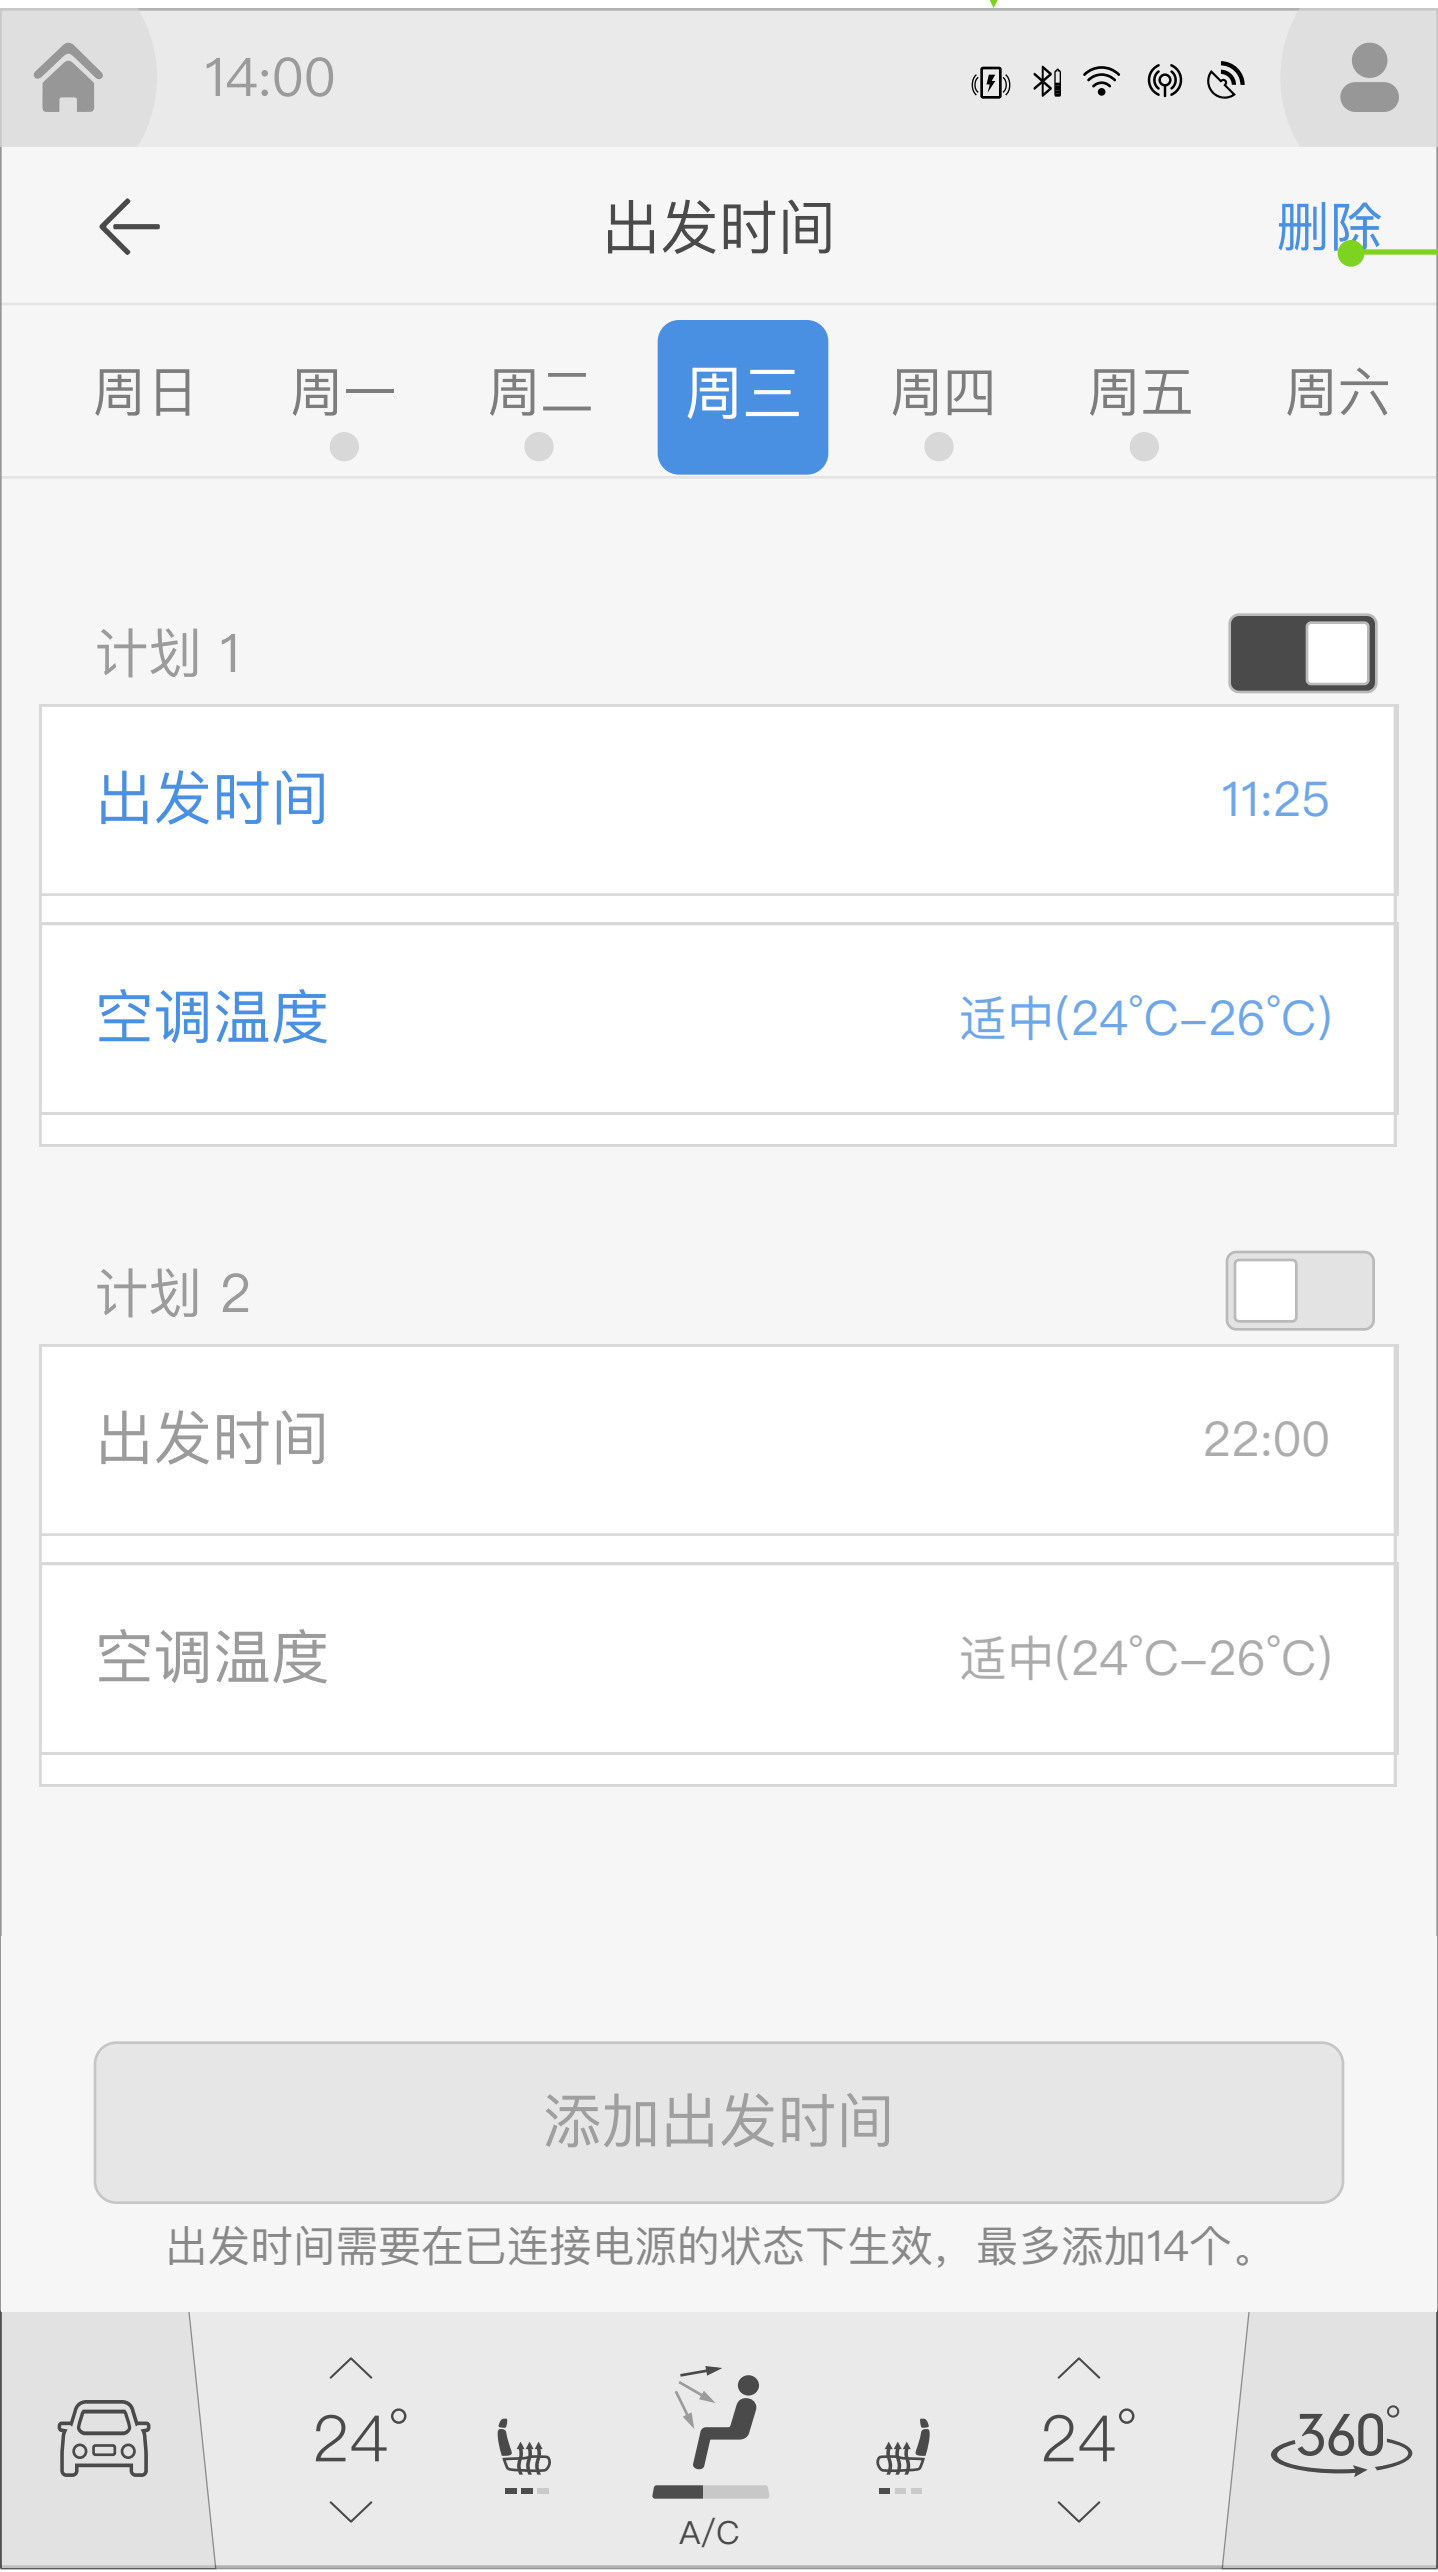 14:00
出发时间 删除
周日 周一 周二 周三 周四 周五 周六
计划 1
出发时间 11:25
空调温度 适中(24°C–26°C)
计划 2
出发时间 22:00
空调温度 适中(24°C–26°C)
添加出发时间
出发时间需要在已连接电源的状态下生效，最多添加14个。
24° 24° 360°
A/C